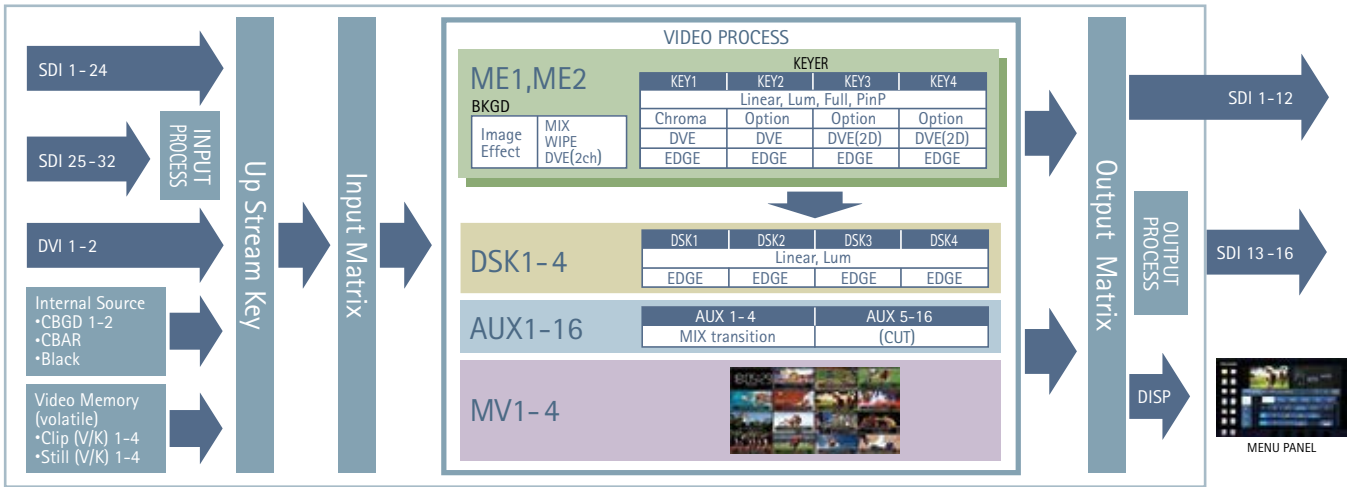 SDI 1-24
SDI 25-32
INPUT
PROCESS
DVI 1-2
Internal Source
•CBGD 1-2
•CBAR
•Black
Video Memory
(volatile)
•Clip (V/K) 1-4
•Still (V/K) 1-4
Up Stream Key
Input Matrix
VIDEO PROCESS
ME1,ME2
BKGD
Image
Effect
MIX
WIPE
DVE(2ch)
KEYER
KEY1 KEY2 KEY3 KEY4
Linear, Lum, Full, PinP
Chroma Option Option Option
DVE DVE DVE(2D) DVE(2D)
EDGE EDGE EDGE EDGE
DSK1-4
DSK1 DSK2 DSK3 DSK4
Linear, Lum
EDGE EDGE EDGE EDGE
AUX1-16
AUX 1-4 AUX 5-16
MIX transition (CUT)
MV1-4
Output Matrix
SDI 1-12
OUTPUT
PROCESS
SDI 13-16
DISP
MENU PANEL